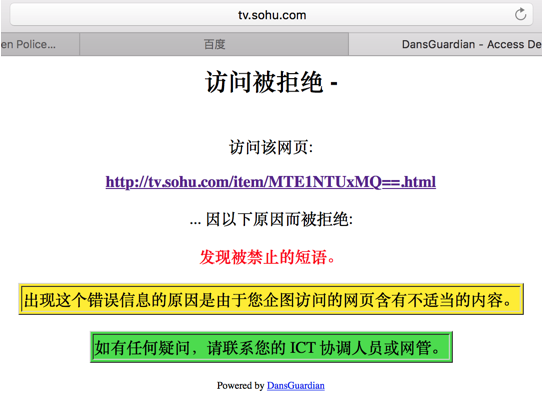 tv.sohu.com
en Police...
百度
DansGuardian - Access De
访问被拒绝 -
访问该网页:
http://tv.sohu.com/item/MTE1NTUxMQ==.html
... 因以下原因而被拒绝:
发现被禁止的短语。
出现这个错误信息的原因是由于您企图访问的网页含有不适当的内容。
如有任何疑问，请联系您的 ICT 协调人员或网管。
Powered by DansGuardian